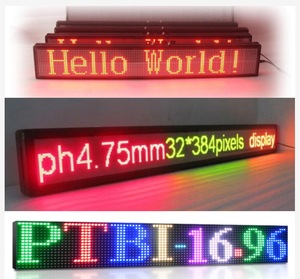 Hello World!
ph4.75mm32*384pixels display
PTBI-16*96